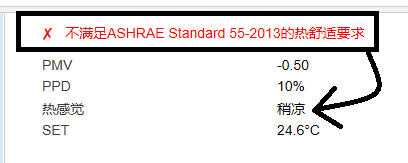 ✗ 不满足ASHRAE Standard 55-2013的热舒适要求
PMV -0.50
PPD 10%
热感觉 稍凉
SET 24.6°C